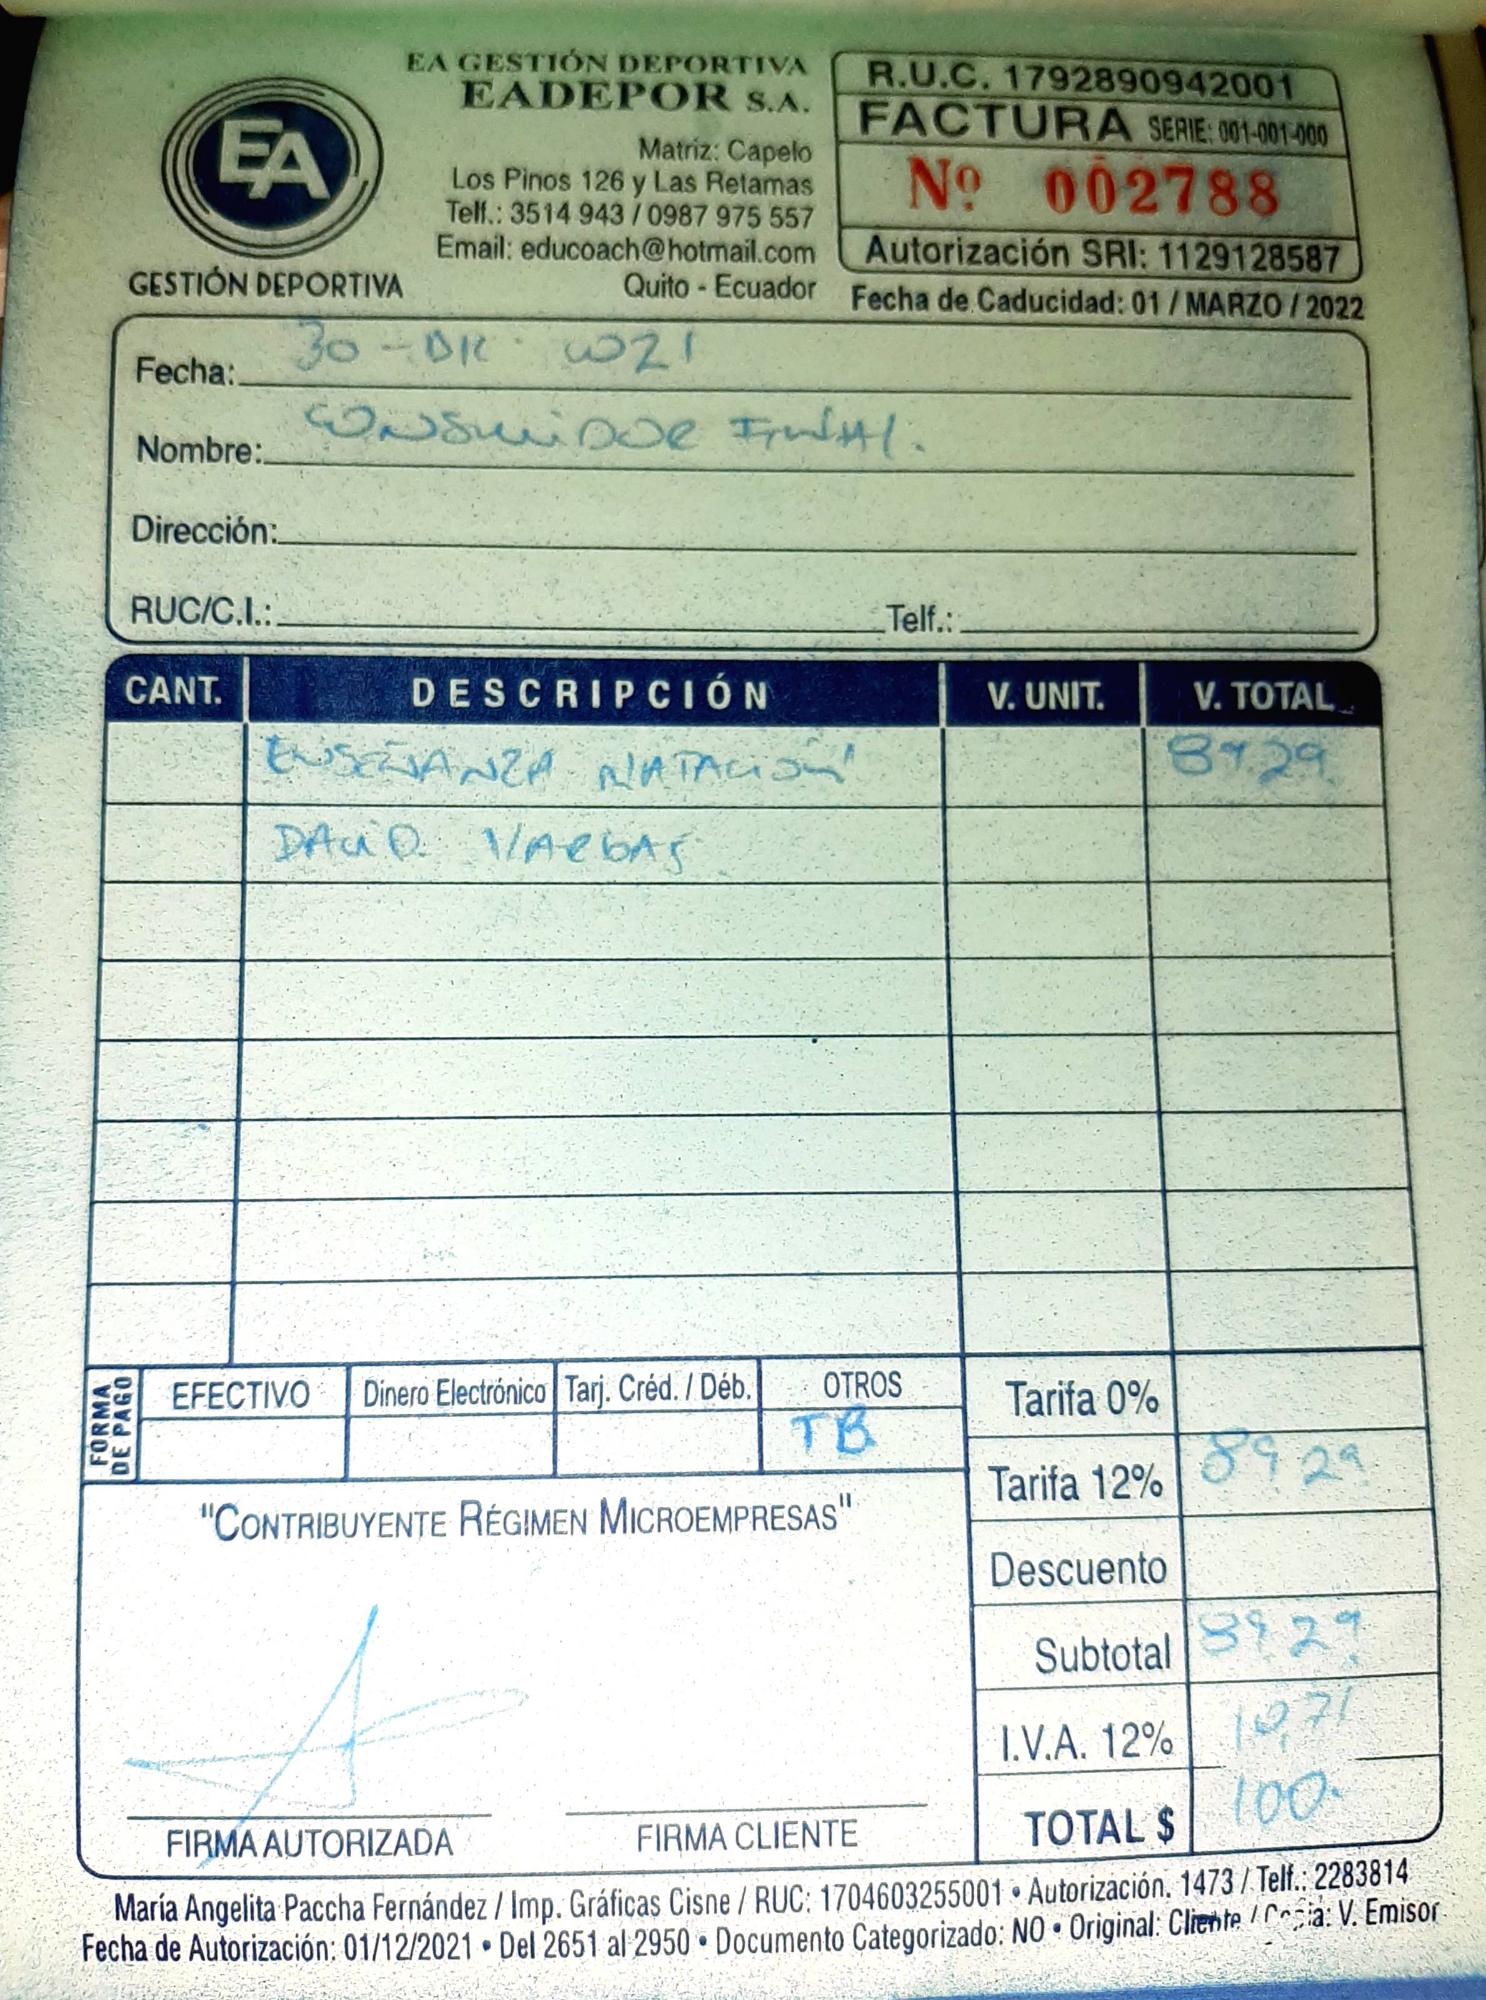 EA GESTIÓN DEPORTIVA
EADEPOR S.A.
EA
GESTIÓN DEPORTIVA
Matriz: Capelo
Los Pinos 126 y Las Retamas
Telf.: 3514 943 / 0987 975 557
Email: educoach@hotmail.com
Quito - Ecuador
R.U.C. 1792890942001
FACTURA SERIE: 001-001-000
Nº 002788
Autorización SRI: 1129128587
Fecha de Caducidad: 01 / MARZO / 2022
Fecha: 30 - DIC 2021
Nombre: CONSUMIDOR FINAL.
Dirección:
RUC/C.I.: Telf.:
CANT. DESCRIPCIÓN V. UNIT. V. TOTAL
ENSEÑANZA NATACIÓN 89.29
DAVID VARGAS
FORMA DE PAGO
EFECTIVO Dinero Electrónico Tarj. Créd. / Déb. OTROS
TB
Tarifa 0%
Tarifa 12% 89.29
Descuento
Subtotal 89.29
I.V.A. 12% 10,71
TOTAL $ 100.
"CONTRIBUYENTE RÉGIMEN MICROEMPRESAS"
FIRMA AUTORIZADA FIRMA CLIENTE
María Angelita Paccha Fernández / Imp. Gráficas Cisne / RUC: 1704603255001 • Autorización. 1473 / Telf.: 2283814
Fecha de Autorización: 01/12/2021 • Del 2651 al 2950 • Documento Categorizado: NO • Original: Cliente / Copia: V. Emisor